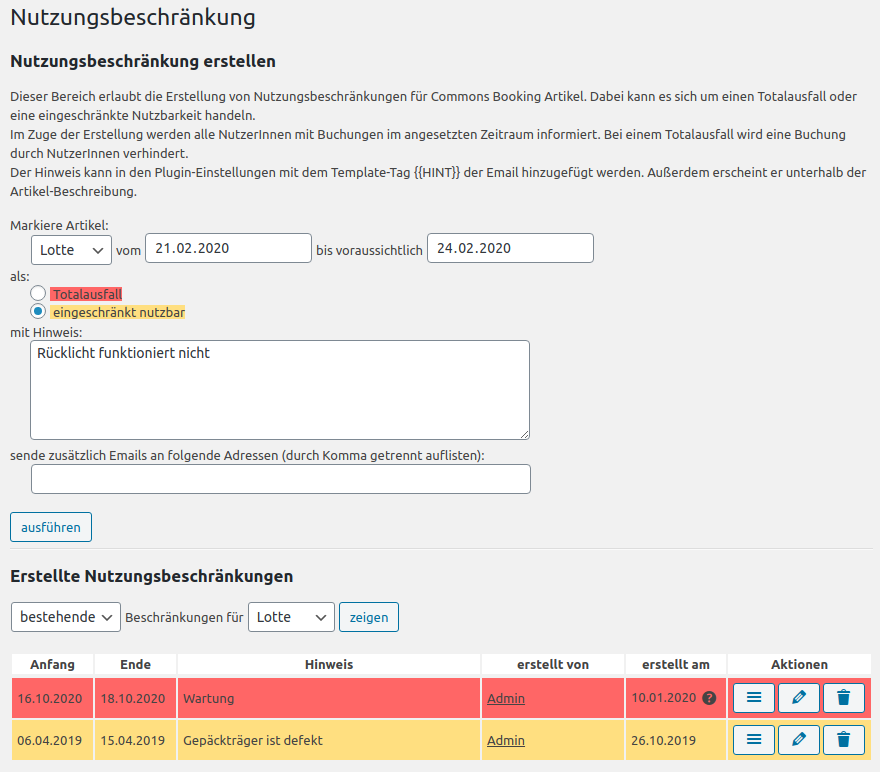 Nutzungsbeschränkung
Nutzungsbeschränkung erstellen
Dieser Bereich erlaubt die Erstellung von Nutzungsbeschränkungen für Commons Booking Artikel. Dabei kann es sich um einen Totalausfall oder
eine eingeschränkte Nutzbarkeit handeln.
Im Zuge der Erstellung werden alle NutzerInnen mit Buchungen im angesetzten Zeitraum informiert. Bei einem Totalausfall wird eine Buchung
durch NutzerInnen verhindert.
Der Hinweis kann in den Plugin-Einstellungen mit dem Template-Tag {{HINT}} der Email hinzugefügt werden. Außerdem erscheint er unterhalb der
Artikel-Beschreibung.
Markiere Artikel:
Lotte vom 21.02.2020 bis voraussichtlich 24.02.2020
als:
Totalausfall
eingeschränkt nutzbar
mit Hinweis:
Rücklicht funktioniert nicht
sende zusätzlich Emails an folgende Adressen (durch Komma getrennt auflisten):
ausführen
Erstellte Nutzungsbeschränkungen
bestehende Beschränkungen für Lotte zeigen
Anfang Ende Hinweis erstellt von erstellt am Aktionen
16.10.2020 18.10.2020 Wartung Admin 10.01.2020 ?
06.04.2019 15.04.2019 Gepäckträger ist defekt Admin 26.10.2019